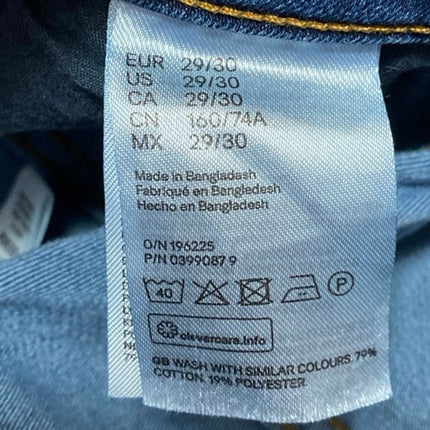 EUR 29/30
US 29/30
CA 29/30
CN 160/74A
MX 29/30
Made in Bangladesh
Fabriqué en Bangladesh
Hecho en Bangladesh
O/N 196225
P/N 0399087 9
40 P
clevercare.info
GB WASH WITH SIMILAR COLOURS. 79%
COTTON. 19% POLYESTER.